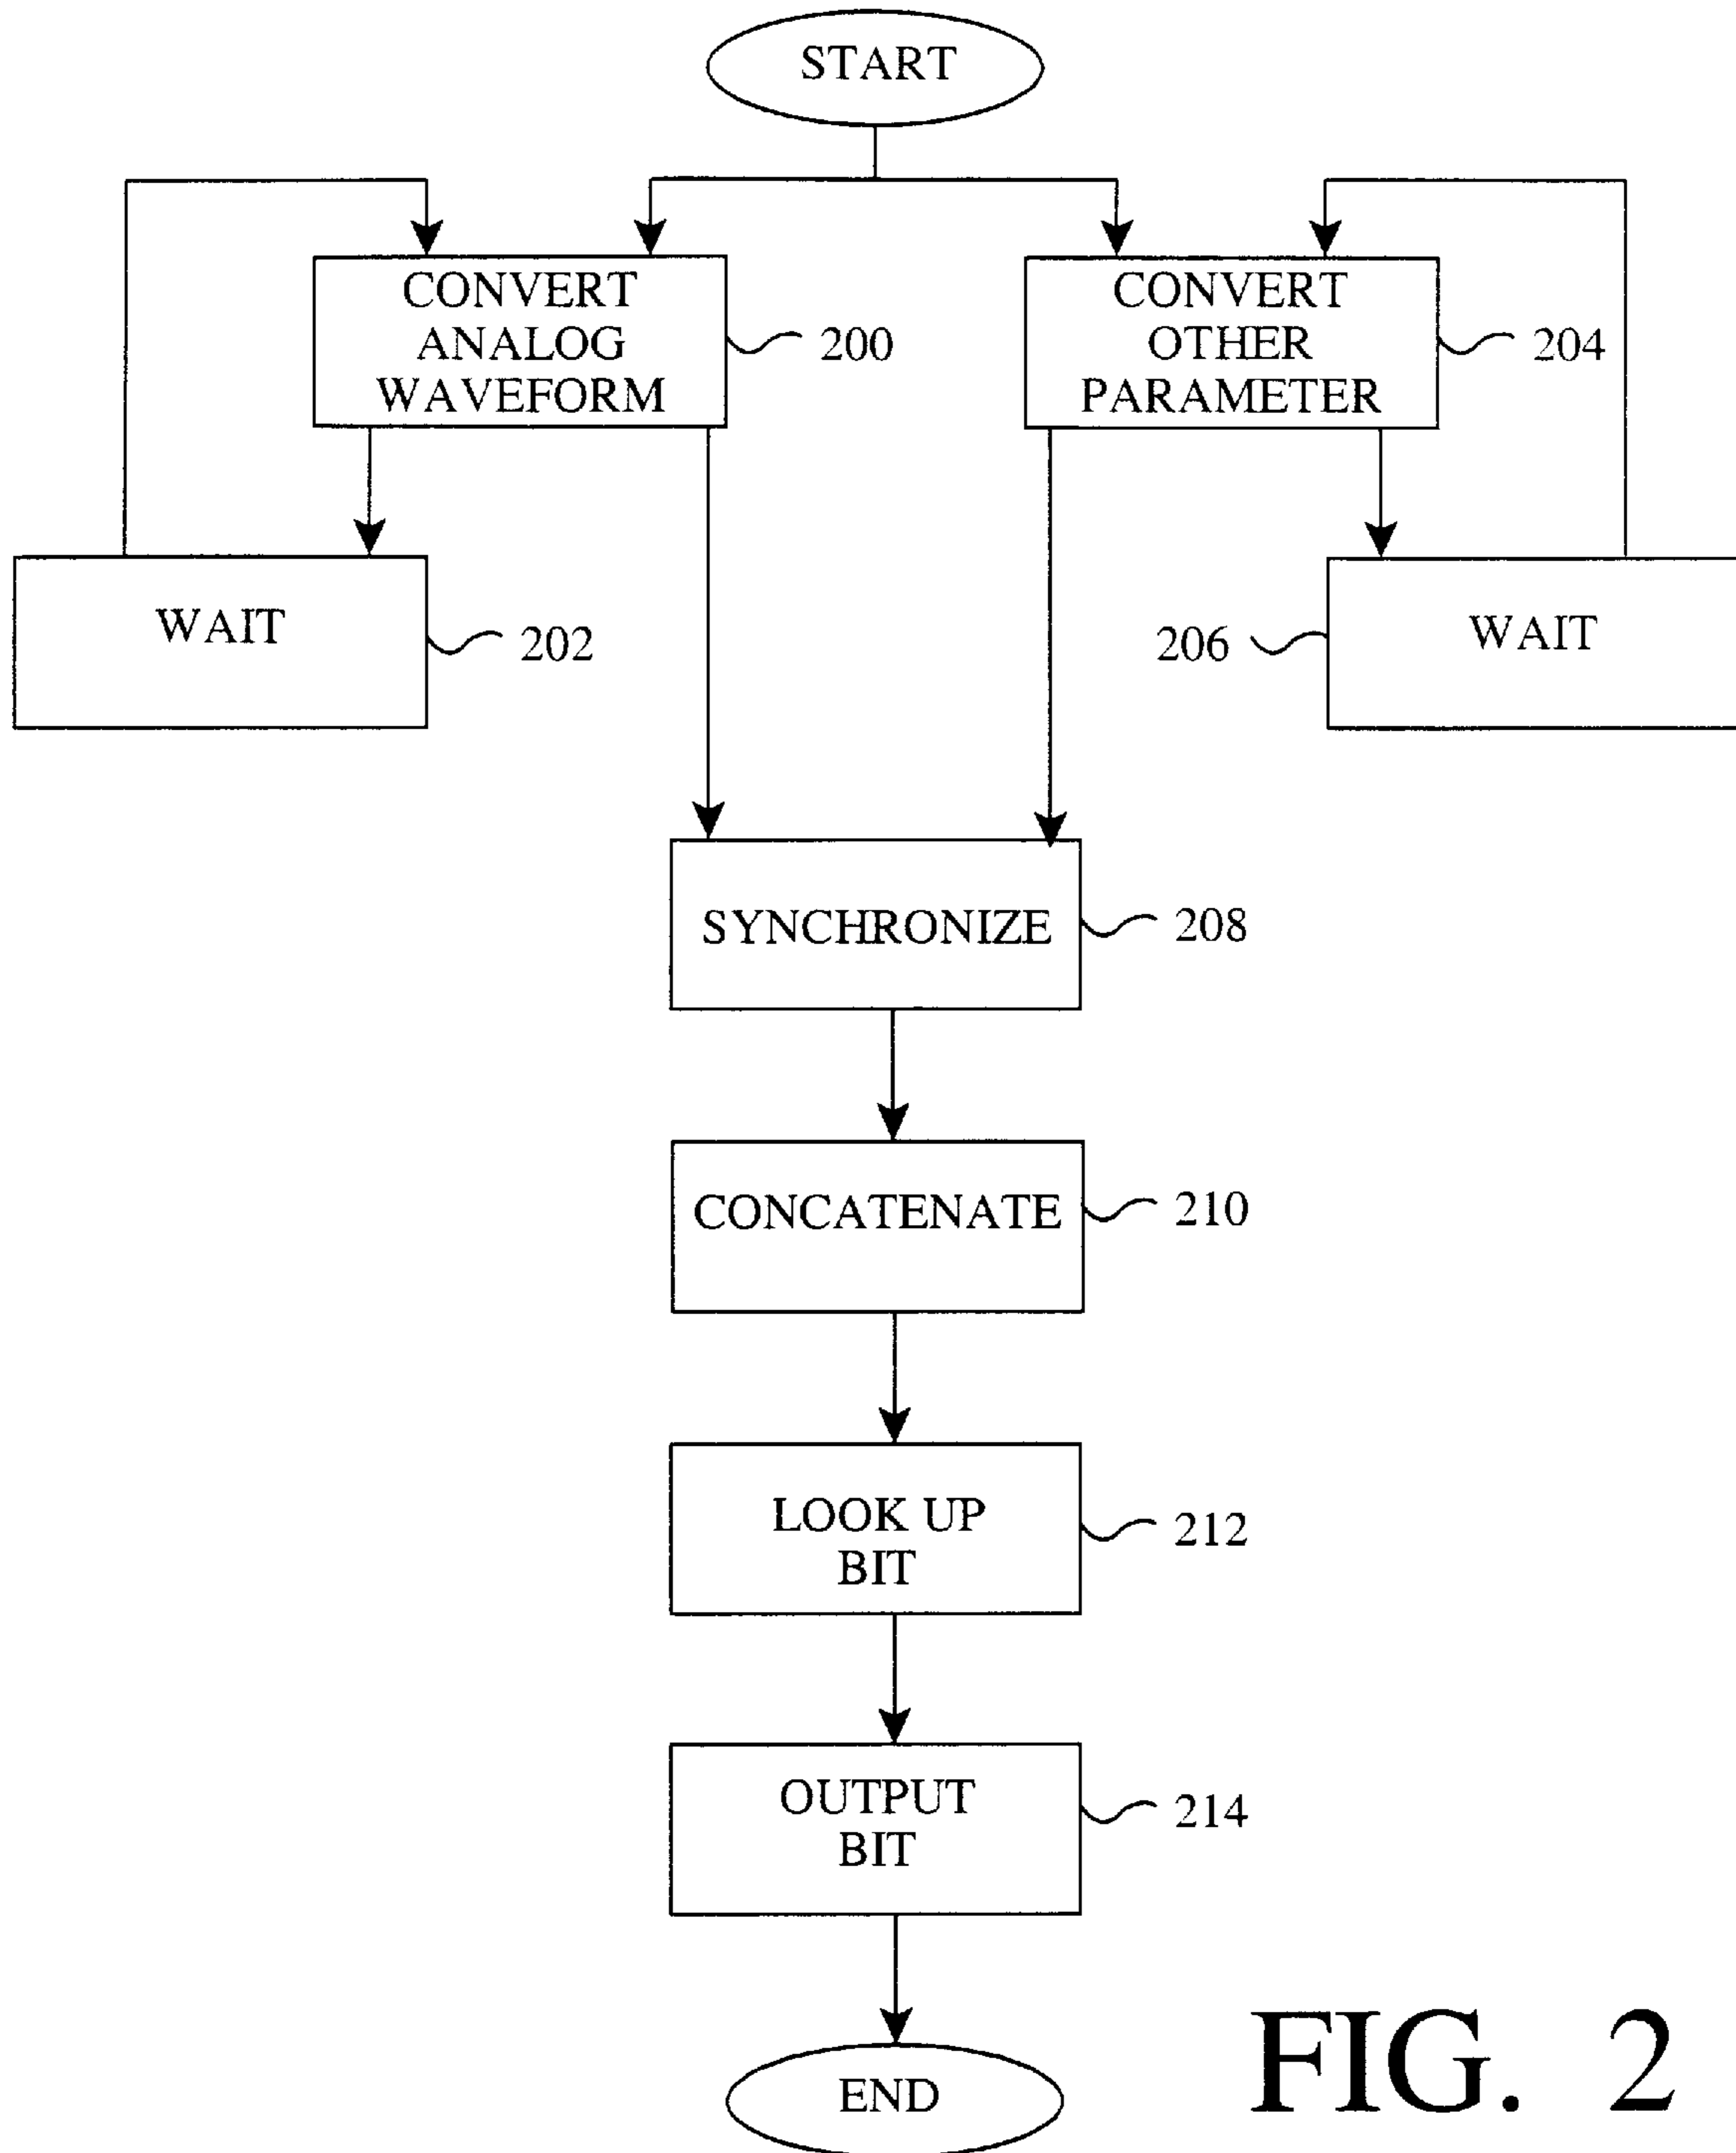 START
CONVERT
ANALOG
WAVEFORM
200
CONVERT
OTHER
PARAMETER
204
WAIT
202
206
WAIT
SYNCHRONIZE
208
CONCATENATE
210
LOOK UP
BIT
212
OUTPUT
BIT
214
END
FIG. 2